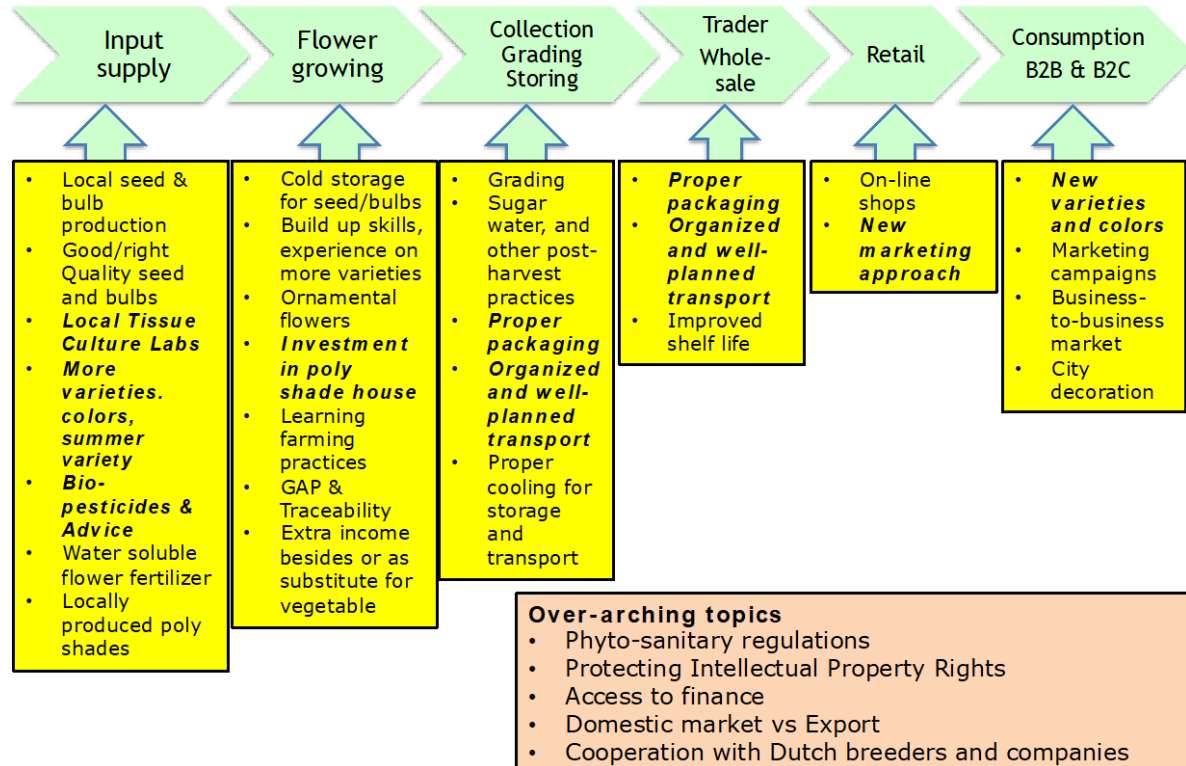 Input
supply
Flower
growing
Collection
Grading
Storing
Trader
Whole-
sale
Retail
Consumption
B2B & B2C
• Local seed &
bulb
production
• Good/right
Quality seed
and bulbs
• Local Tissue
Culture Labs
• More
varieties.
colors,
summer
variety
• Bio-
pesticides &
Advice
• Water soluble
flower fertilizer
• Locally
produced poly
shades
• Cold storage
for seed/bulbs
• Build up skills,
experience on
more varieties
• Ornamental
flowers
• Investment
in poly
shade house
• Learning
farming
practices
• GAP &
Traceability
• Extra income
besides or as
substitute for
vegetable
• Grading
• Sugar
water, and
other post-
harvest
practices
• Proper
packaging
• Organized
and well-
planned
transport
• Proper
cooling for
storage
and
transport
• Proper
packaging
• Organized
and well-
planned
transport
• Improved
shelf life
• On-line
shops
• New
marketing
approach
• New
varieties
and colors
• Marketing
campaigns
• Business-
to-business
market
• City
decoration
Over-arching topics
• Phyto-sanitary regulations
• Protecting Intellectual Property Rights
• Access to finance
• Domestic market vs Export
• Cooperation with Dutch breeders and companies